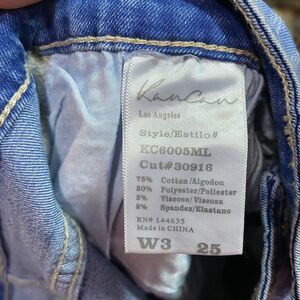 KanCan
Los Angeles
Style/Estilo#
KC6005ML
Cut#30916
75% Cotton/Algodon
20% Polyester/Poliester
3% Viscose/Viscosa
2% Spandex/Elastano
RN# 144635
Made in CHINA
W3 25